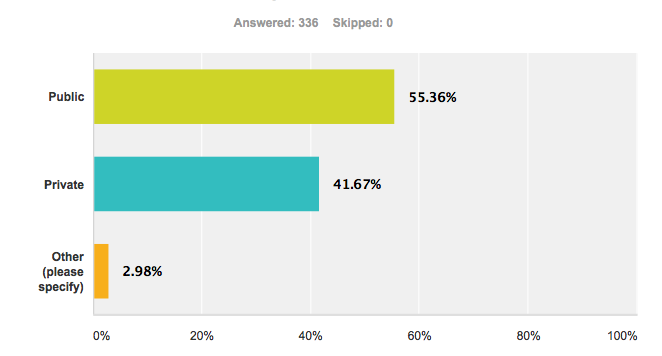 Answered: 336 Skipped: 0
Public
55.36%
Private
41.67%
Other
(please
specify)
2.98%
0% 20% 40% 60% 80% 100%